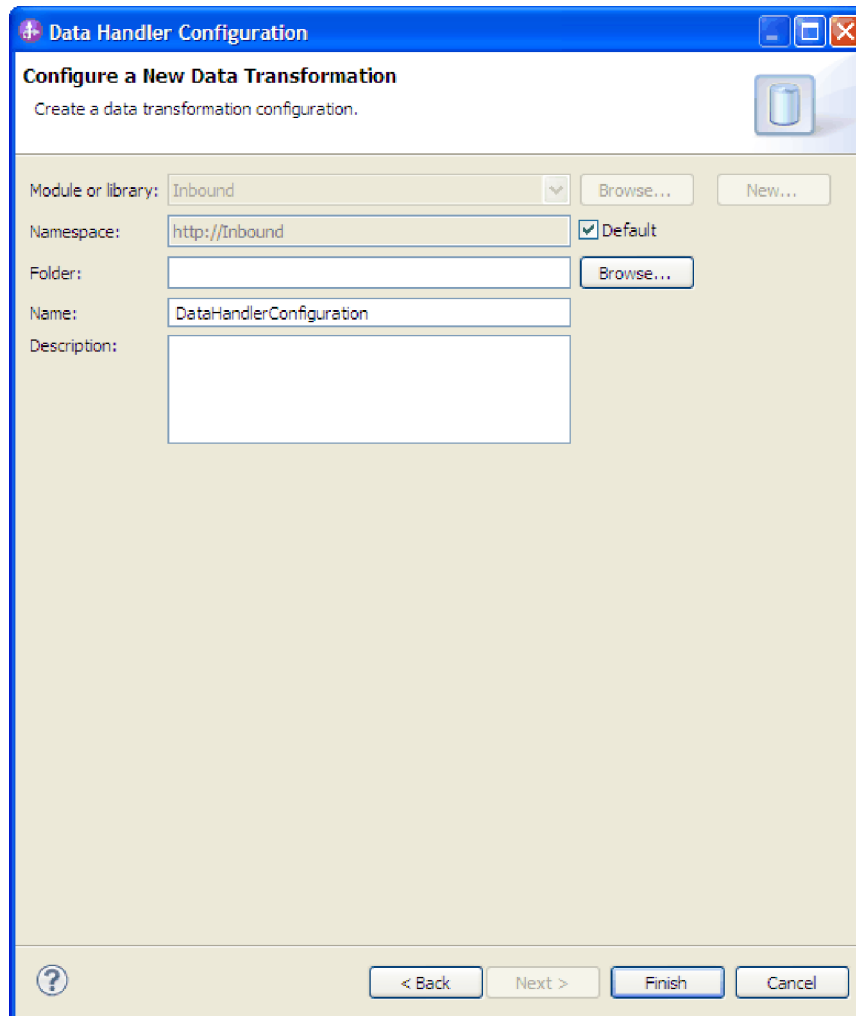 Data Handler Configuration
Configure a New Data Transformation
Create a data transformation configuration.
Module or library: Inbound Browse... New...
Namespace: http://Inbound Default
Folder: Browse...
Name: DataHandlerConfiguration
Description:
? < Back Next > Finish Cancel